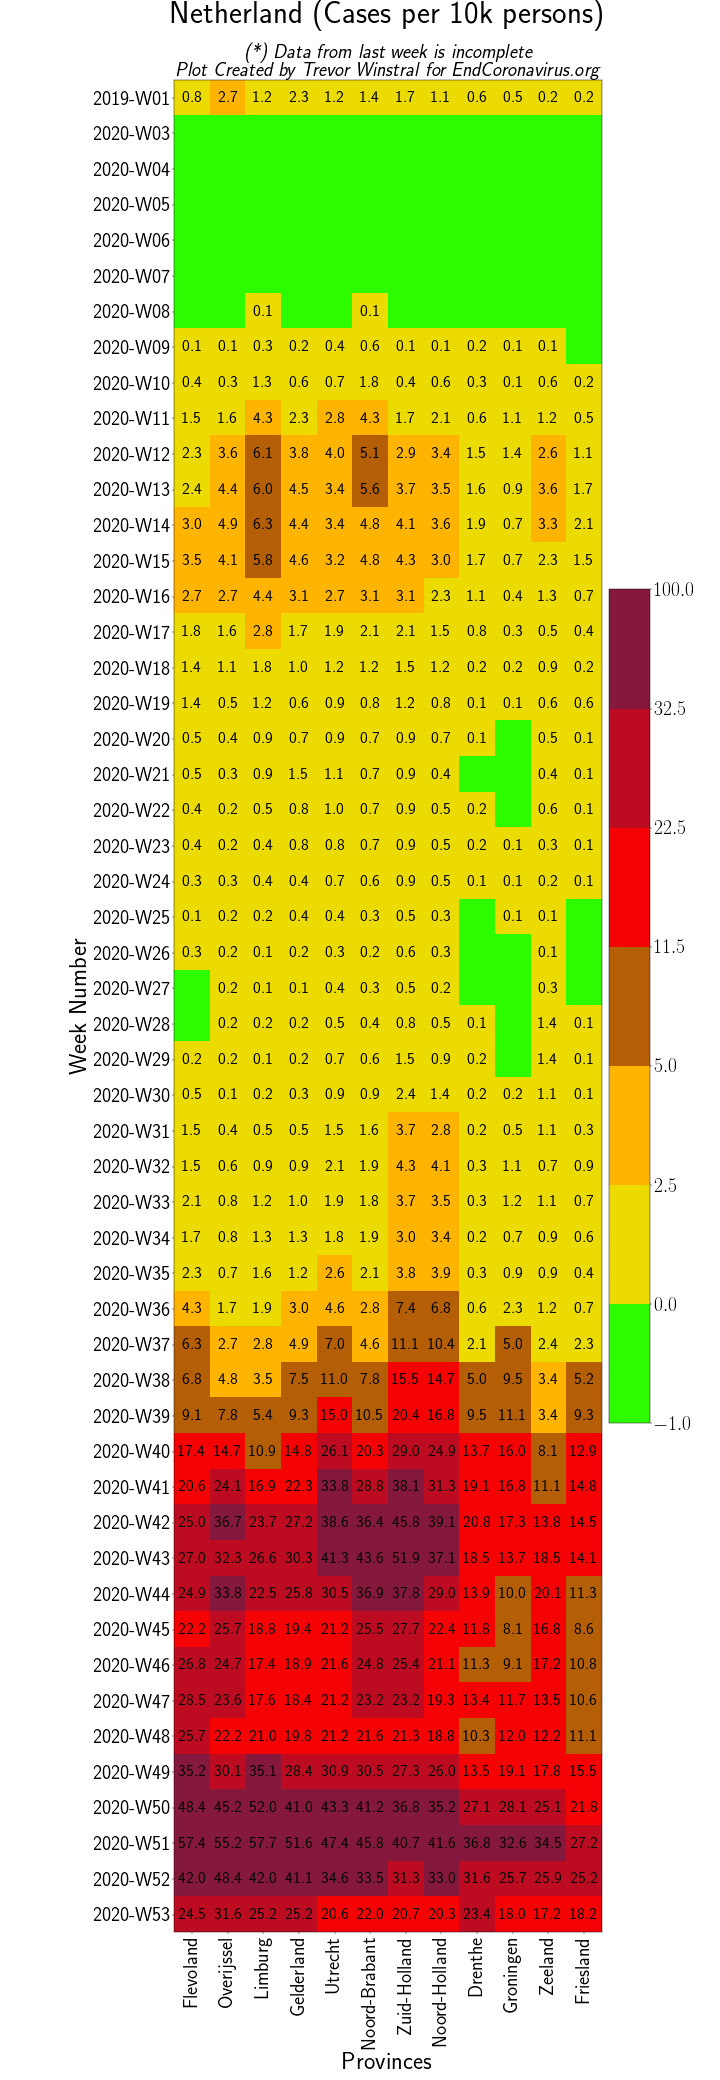 Netherland (Cases per 10k persons)
(*) Data from last week is incomplete
Plot Created by Trevor Winstral for EndCoronavirus.org
2019-W01 0.8 2.7 1.2 2.3 1.2 1.4 1.7 1.1 0.6 0.5 0.2 0.2
2020-W03
2020-W04
2020-W05
2020-W06
2020-W07
2020-W08 0.1 0.1
2020-W09 0.1 0.1 0.3 0.2 0.4 0.6 0.1 0.1 0.2 0.1 0.1
2020-W10 0.4 0.3 1.3 0.6 0.7 1.8 0.4 0.6 0.3 0.1 0.6 0.2
2020-W11 1.5 1.6 4.3 2.3 2.8 4.3 1.7 2.1 0.6 1.1 1.2 0.5
2020-W12 2.3 3.6 6.1 3.8 4.0 5.1 2.9 3.4 1.5 1.4 2.6 1.1
2020-W13 2.4 4.4 6.0 4.5 3.4 5.6 3.7 3.5 1.6 0.9 3.6 1.7
2020-W14 3.0 4.9 6.3 4.4 3.4 4.8 4.1 3.6 1.9 0.7 3.3 2.1
2020-W15 3.5 4.1 5.8 4.6 3.2 4.8 4.3 3.0 1.7 0.7 2.3 1.5
2020-W16 2.7 2.7 4.4 3.1 2.7 3.1 3.1 2.3 1.1 0.4 1.3 0.7
2020-W17 1.8 1.6 2.8 1.7 1.9 2.1 2.1 1.5 0.8 0.3 0.5 0.4
2020-W18 1.4 1.1 1.8 1.0 1.2 1.2 1.5 1.2 0.2 0.2 0.9 0.2
2020-W19 1.4 0.5 1.2 0.6 0.9 0.8 1.2 0.8 0.1 0.1 0.6 0.6
2020-W20 0.5 0.4 0.9 0.7 0.9 0.7 0.9 0.7 0.1 0.5 0.1
2020-W21 0.5 0.3 0.9 1.5 1.1 0.7 0.9 0.4 0.4 0.1
2020-W22 0.4 0.2 0.5 0.8 1.0 0.7 0.9 0.5 0.2 0.6 0.1
2020-W23 0.4 0.2 0.4 0.8 0.8 0.7 0.9 0.5 0.2 0.1 0.3 0.1
2020-W24 0.3 0.3 0.4 0.4 0.7 0.6 0.9 0.5 0.1 0.1 0.2 0.1
2020-W25 0.1 0.2 0.2 0.4 0.4 0.3 0.5 0.3 0.1 0.1
2020-W26 0.3 0.2 0.1 0.2 0.3 0.2 0.6 0.3 0.1
2020-W27 0.2 0.1 0.1 0.4 0.3 0.5 0.2 0.3
2020-W28 0.2 0.2 0.2 0.5 0.4 0.8 0.5 0.1 1.4 0.1
2020-W29 0.2 0.2 0.1 0.2 0.7 0.6 1.5 0.9 0.2 1.4 0.1
2020-W30 0.5 0.1 0.2 0.3 0.9 0.9 2.4 1.4 0.2 0.2 1.1 0.1
2020-W31 1.5 0.4 0.5 0.5 1.5 1.6 3.7 2.8 0.2 0.5 1.1 0.3
2020-W32 1.5 0.6 0.9 0.9 2.1 1.9 4.3 4.1 0.3 1.1 0.7 0.9
2020-W33 2.1 0.8 1.2 1.0 1.9 1.8 3.7 3.5 0.3 1.2 1.1 0.7
2020-W34 1.7 0.8 1.3 1.3 1.8 1.9 3.0 3.4 0.2 0.7 0.9 0.6
2020-W35 2.3 0.7 1.6 1.2 2.6 2.1 3.8 3.9 0.3 0.9 0.9 0.4
2020-W36 4.3 1.7 1.9 3.0 4.6 2.8 7.4 6.8 0.6 2.3 1.2 0.7
2020-W37 6.3 2.7 2.8 4.9 7.0 4.6 11.1 10.4 2.1 5.0 2.4 2.3
2020-W38 6.8 4.8 3.5 7.5 11.0 7.8 15.5 14.7 5.0 9.5 3.4 5.2
2020-W39 9.1 7.8 5.4 9.3 15.0 10.5 20.4 16.8 9.5 11.1 3.4 9.3
2020-W40 17.4 14.7 10.9 14.8 26.1 20.3 29.0 24.9 13.7 16.0 8.1 12.9
2020-W41 20.6 24.1 16.9 22.3 33.8 28.8 38.1 31.3 19.1 16.8 11.1 14.8
2020-W42 25.0 36.7 23.7 27.2 38.6 36.4 45.8 39.1 20.8 17.3 13.8 14.5
2020-W43 27.0 32.3 26.6 30.3 41.3 43.6 51.9 37.1 18.5 13.7 18.5 14.1
2020-W44 24.9 33.8 22.5 25.8 30.5 36.9 37.8 29.0 13.9 10.0 20.1 11.3
2020-W45 22.2 25.7 18.8 19.4 21.2 25.5 27.7 22.4 11.8 8.1 16.8 8.6
2020-W46 26.8 24.7 17.4 18.9 21.6 24.8 25.4 21.1 11.3 9.1 17.2 10.8
2020-W47 28.5 23.6 17.6 18.4 21.2 23.2 23.2 19.3 13.4 11.7 13.5 10.6
2020-W48 25.7 22.2 21.0 19.8 21.2 21.6 21.3 18.8 10.3 12.0 12.2 11.1
2020-W49 35.2 30.1 35.1 28.4 30.9 30.5 27.3 26.0 13.5 19.1 17.8 15.5
2020-W50 48.4 45.2 52.0 41.0 43.3 41.2 36.8 35.2 27.1 28.1 25.1 21.8
2020-W51 57.4 55.2 57.7 51.6 47.4 45.8 40.7 41.6 36.8 32.6 34.5 27.2
2020-W52 42.0 48.4 42.0 41.1 34.6 33.5 31.3 33.0 31.6 25.7 25.9 25.2
2020-W53 24.5 31.6 25.2 25.2 20.6 22.0 20.7 20.3 23.4 18.0 17.2 18.2
Week Number
Flevoland
Overijssel
Limburg
Gelderland
Utrecht
Noord-Brabant
Zuid-Holland
Noord-Holland
Drenthe
Groningen
Zeeland
Friesland
Provinces
100.0
32.5
22.5
11.5
5.0
2.5
0.0
−1.0